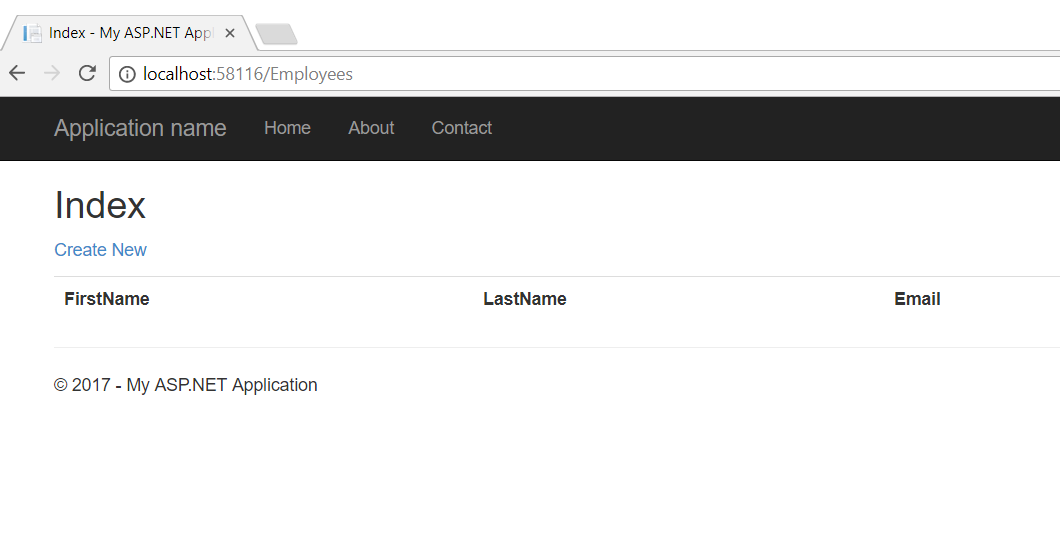 Index - My ASP.NET Appl
localhost:58116/Employees
Application name Home About Contact
Index
Create New
FirstName LastName Email
© 2017 - My ASP.NET Application